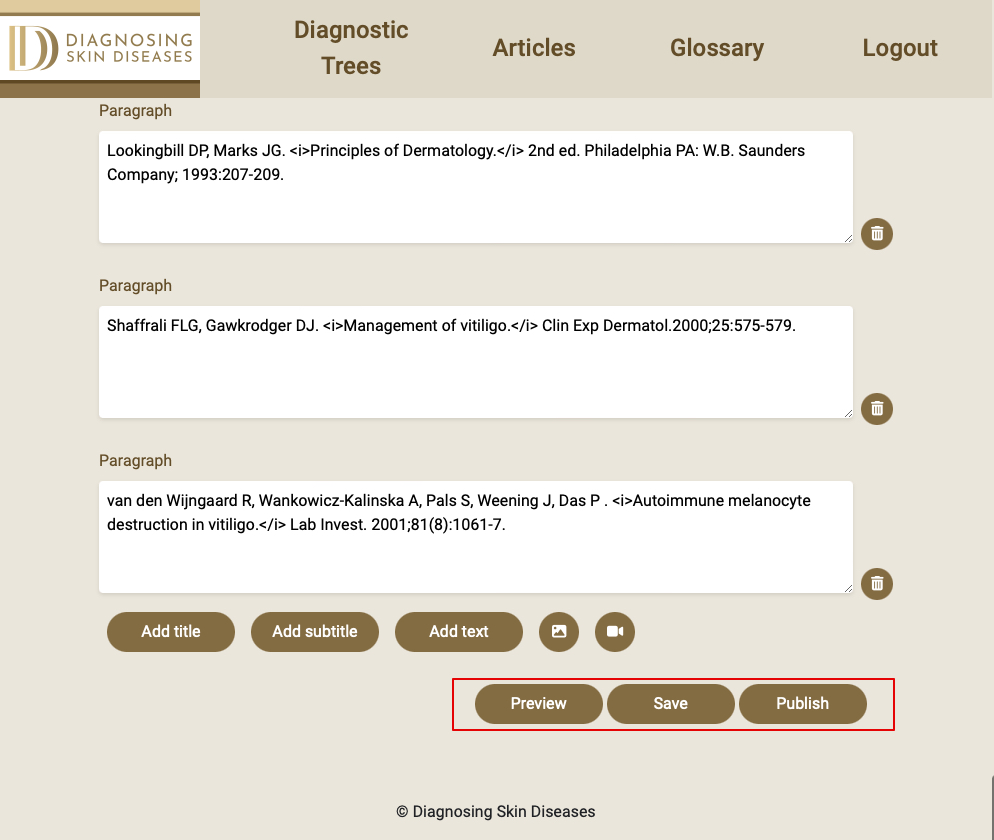 DIAGNOSING
SKIN DISEASES
Diagnostic
Trees
Articles
Glossary
Logout
Paragraph
Lookingbill DP, Marks JG. <i>Principles of Dermatology.</i> 2nd ed. Philadelphia PA: W.B. Saunders
Company; 1993:207-209.
Paragraph
Shaffrali FLG, Gawkrodger DJ. <i>Management of vitiligo.</i> Clin Exp Dermatol.2000;25:575-579.
Paragraph
van den Wijngaard R, Wankowicz-Kalinska A, Pals S, Weening J, Das P . <i>Autoimmune melanocyte
destruction in vitiligo.</i> Lab Invest. 2001;81(8):1061-7.
Add title
Add subtitle
Add text
Preview
Save
Publish
© Diagnosing Skin Diseases